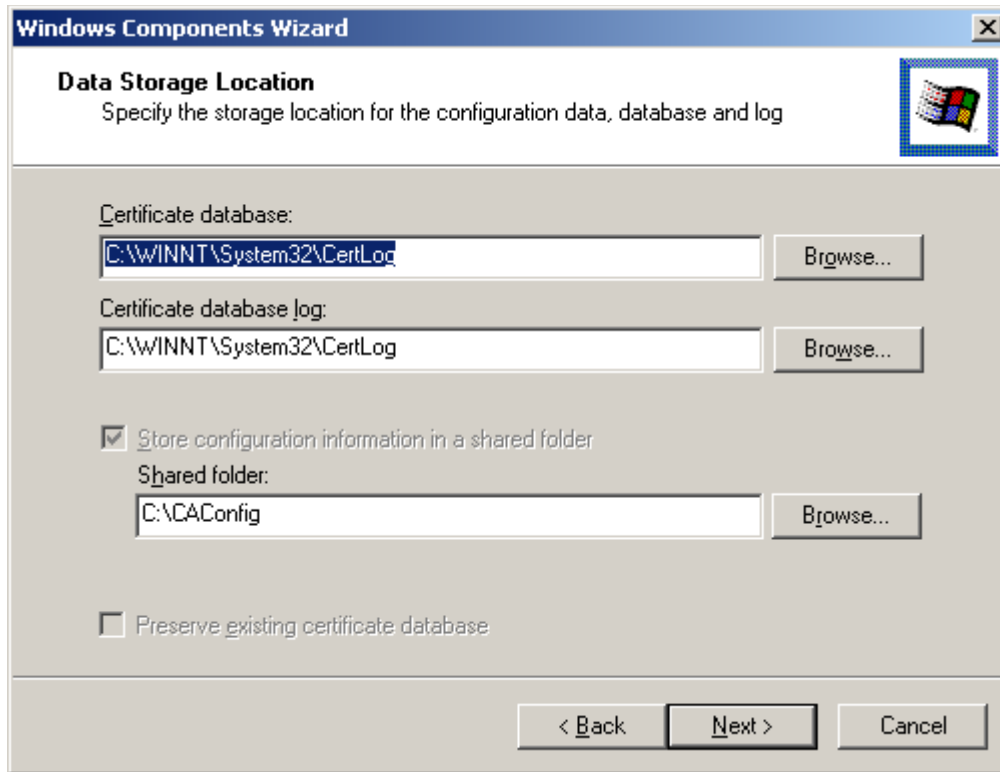 Windows Components Wizard
Data Storage Location
Specify the storage location for the configuration data, database and log
Certificate database:
C:\WINNT\System32\CertLog
Browse...
Certificate database log:
C:\WINNT\System32\CertLog
Browse...
Store configuration information in a shared folder
Shared folder:
C:\CAConfig
Browse...
Preserve existing certificate database
< Back
Next >
Cancel